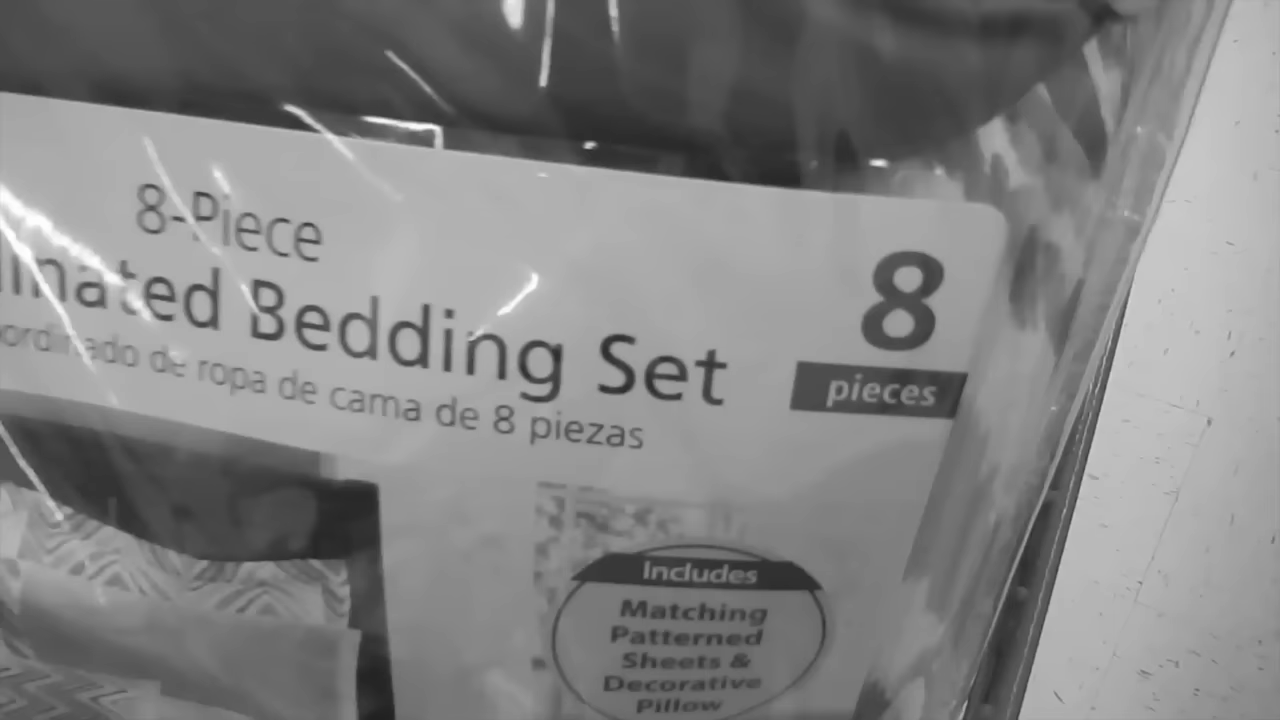 8-Piece
Bedding Set
de ropa de cama de 8 piezas
8
pieces
Includes
Matching
Patterned
Sheets &
Decorative
Pillow